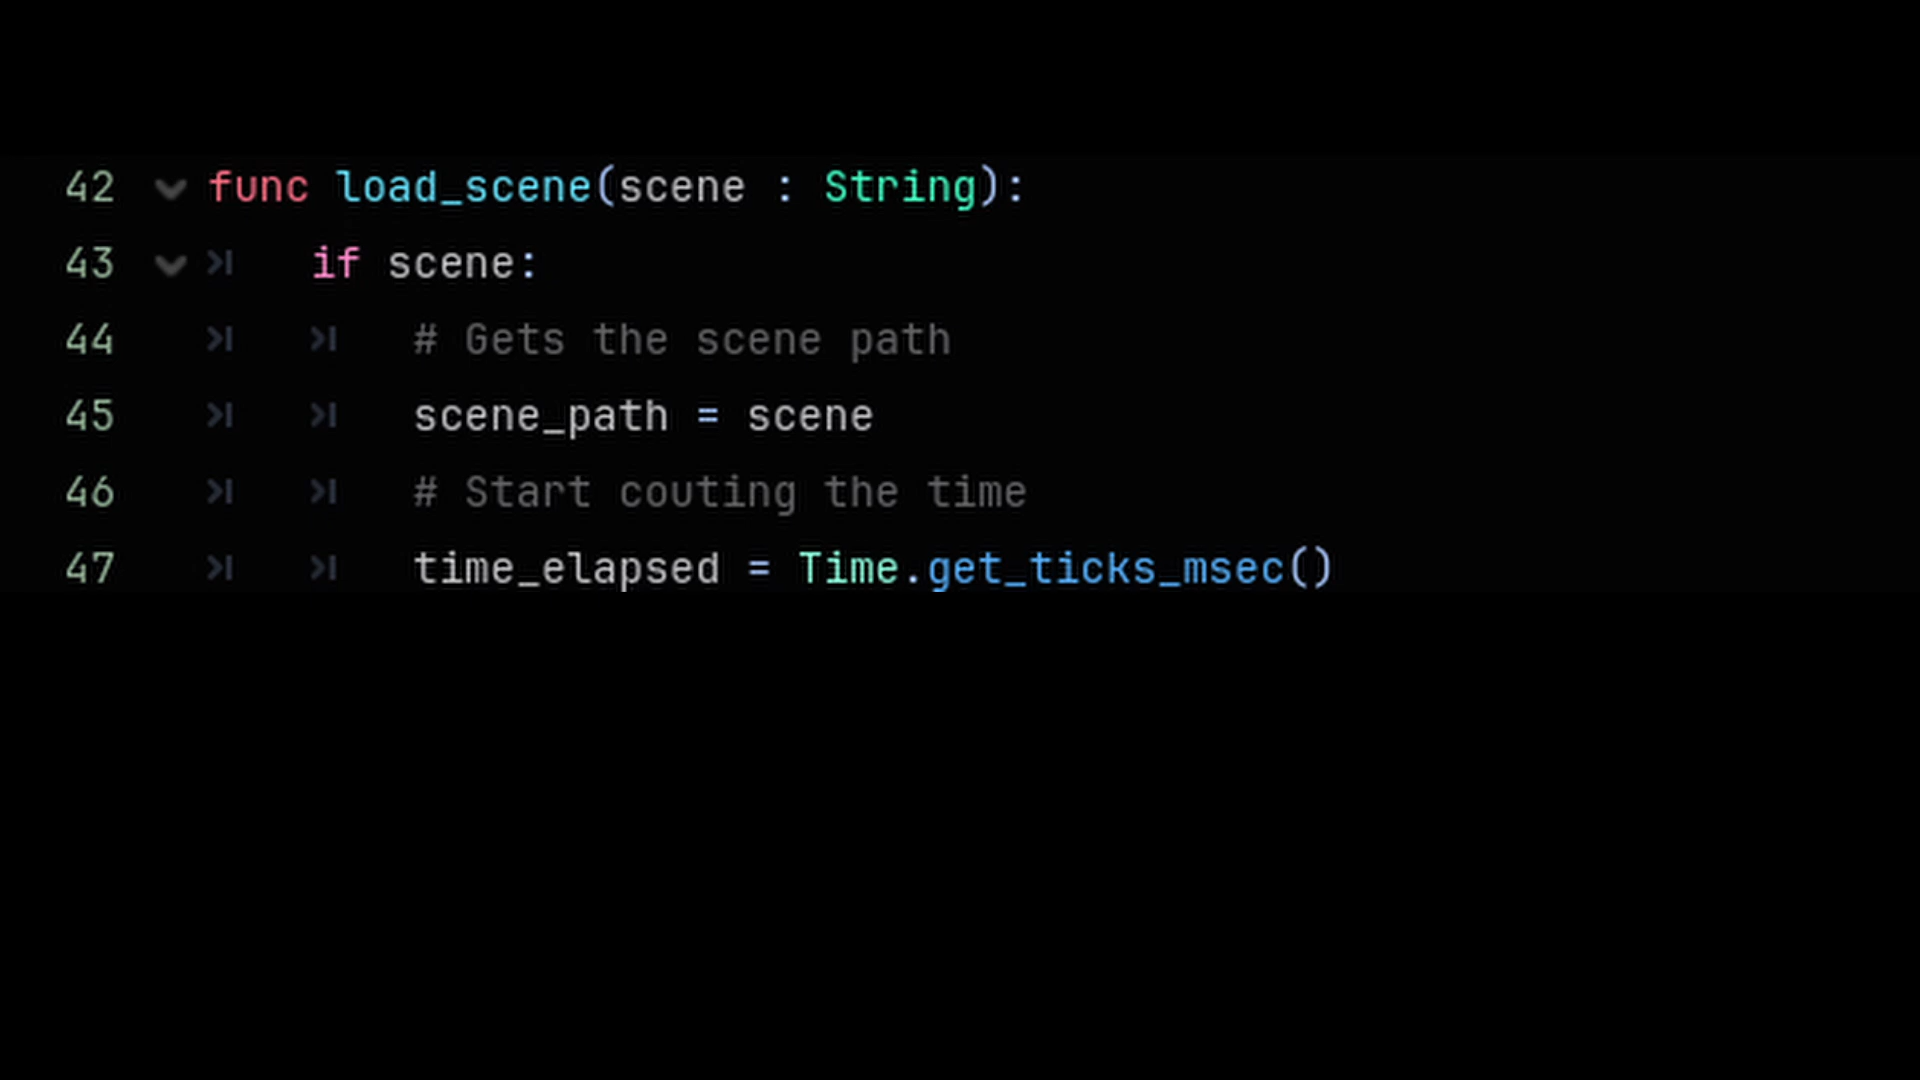 42 func load_scene(scene : String):
43 if scene:
44 # Gets the scene path
45 scene_path = scene
46 # Start couting the time
47 time_elapsed = Time.get_ticks_msec()